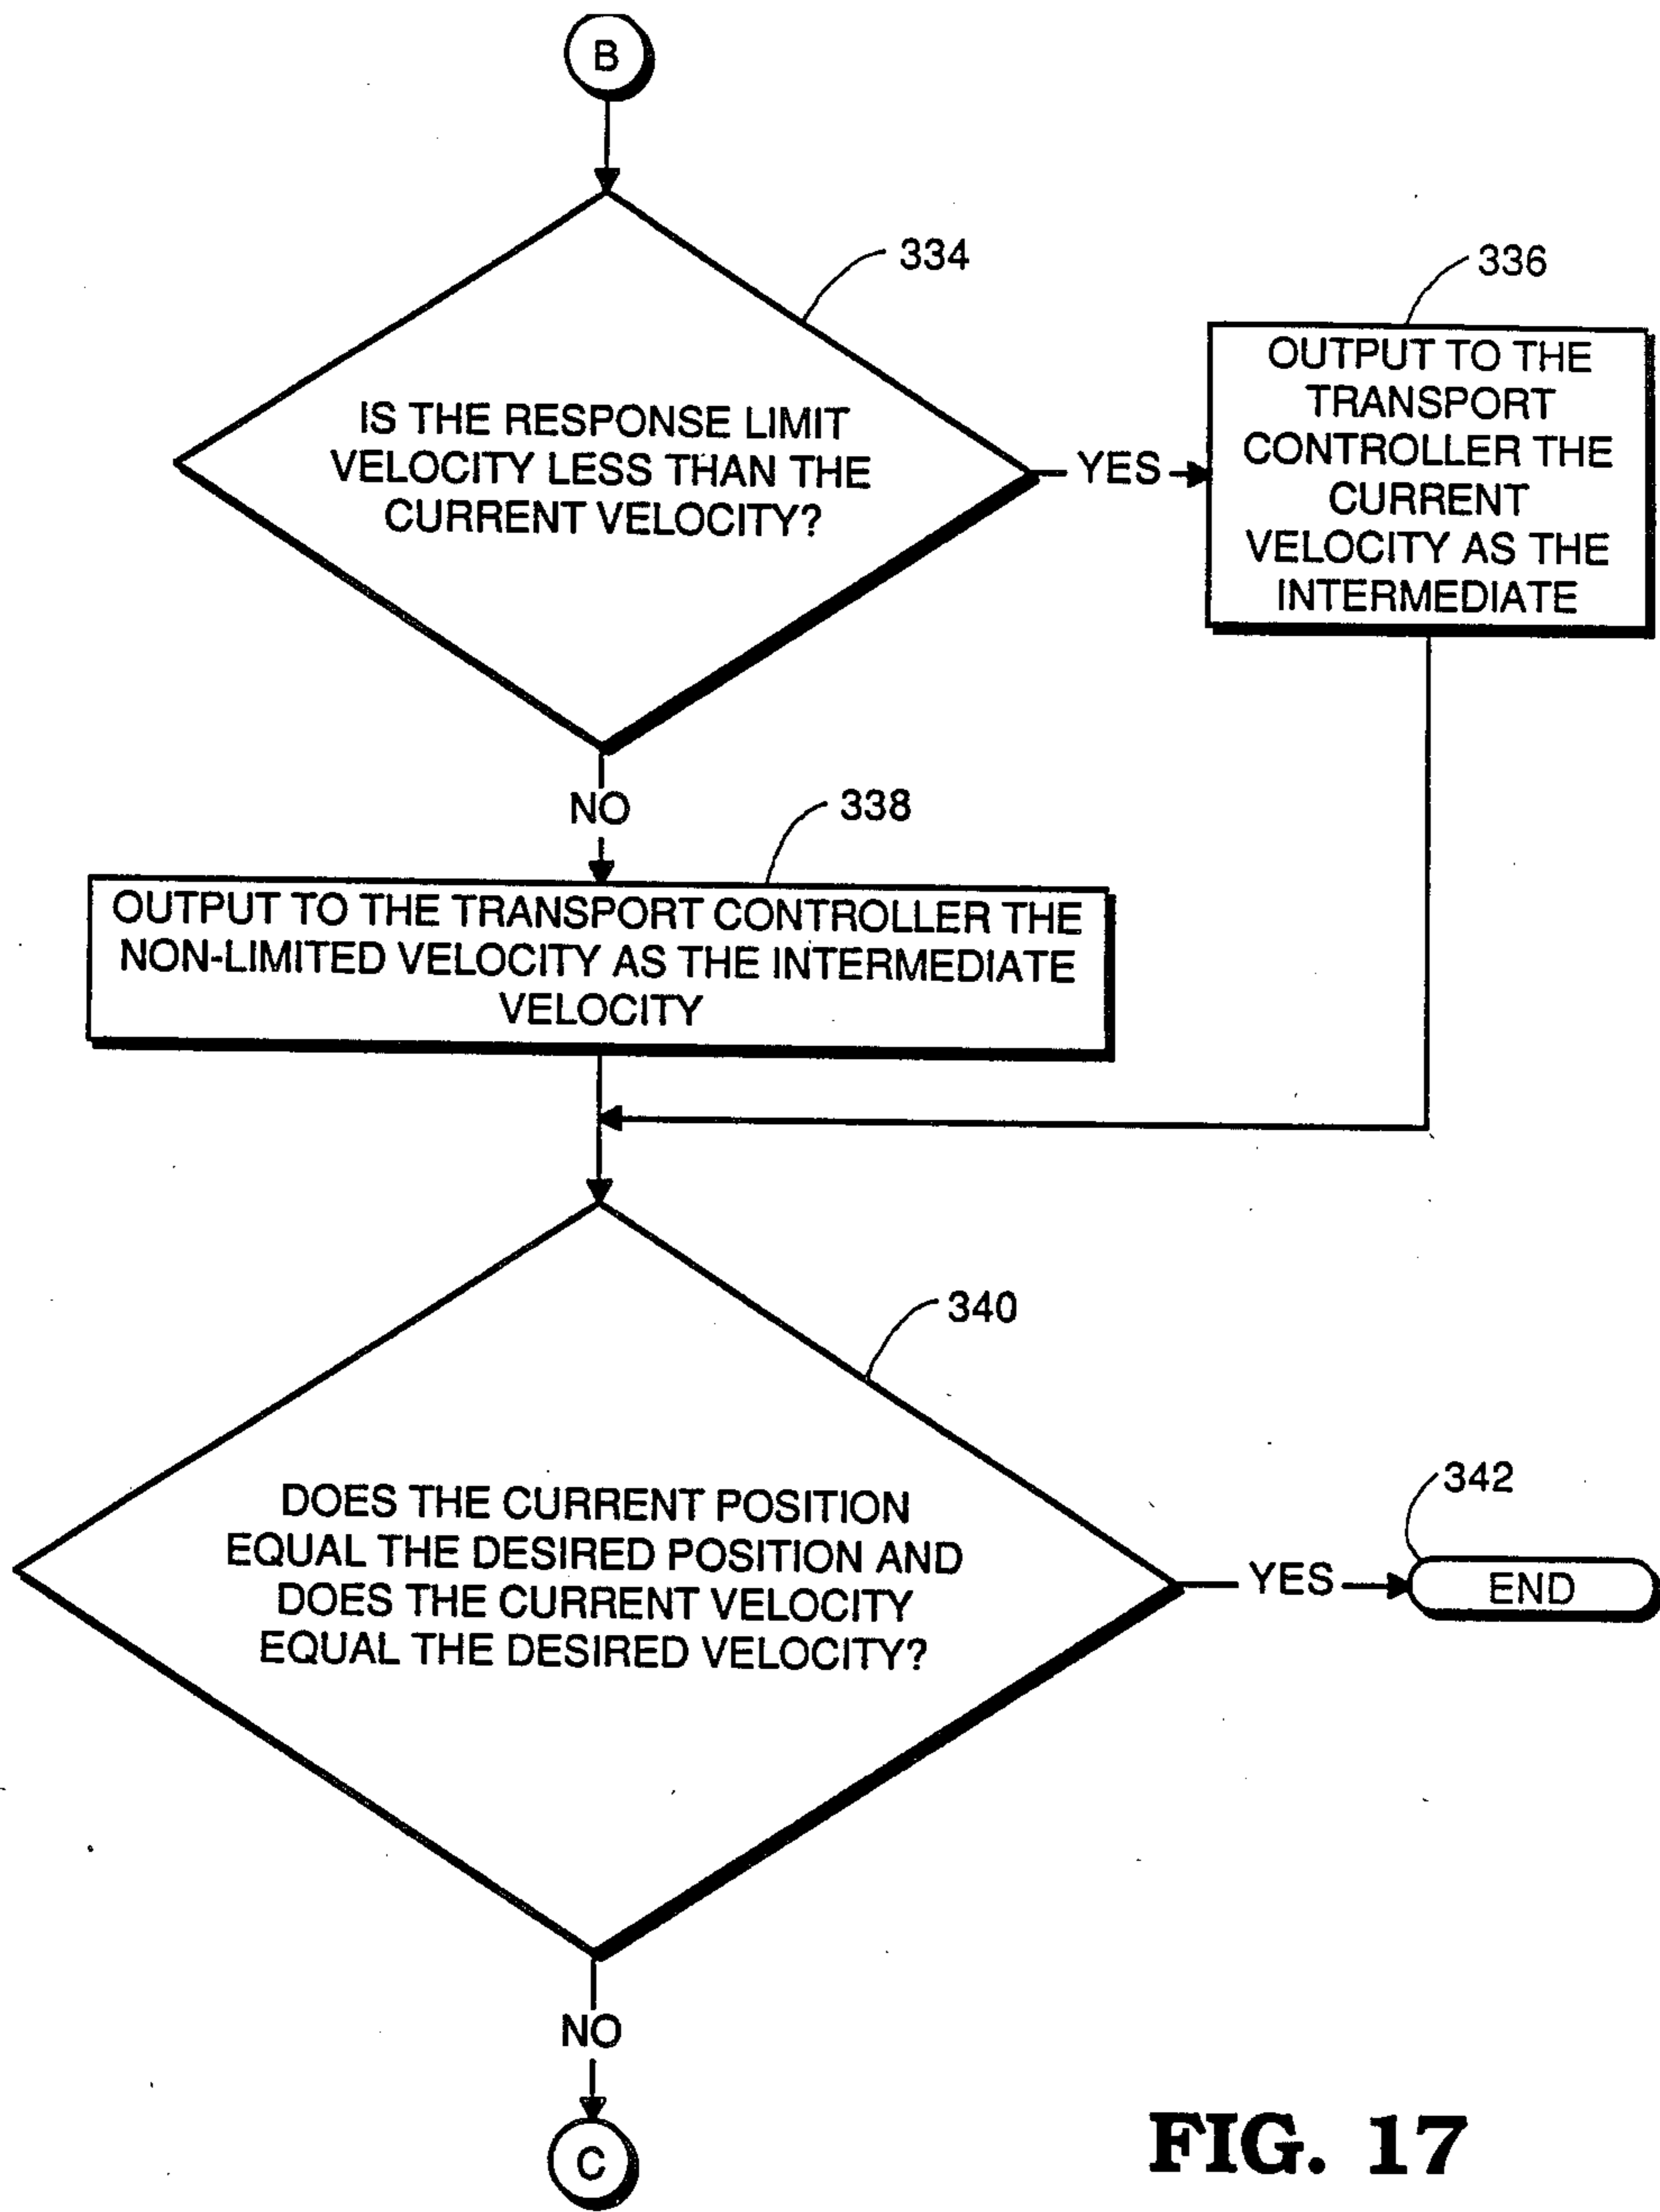 B
334
IS THE RESPONSE LIMIT
VELOCITY LESS THAN THE
CURRENT VELOCITY?
YES
336
OUTPUT TO THE
TRANSPORT
CONTROLLER THE
CURRENT
VELOCITY AS THE
INTERMEDIATE
NO
338
OUTPUT TO THE TRANSPORT CONTROLLER THE
NON-LIMITED VELOCITY AS THE INTERMEDIATE
VELOCITY
340
DOES THE CURRENT POSITION
EQUAL THE DESIRED POSITION AND
DOES THE CURRENT VELOCITY
EQUAL THE DESIRED VELOCITY?
YES
342
END
NO
C
FIG. 17